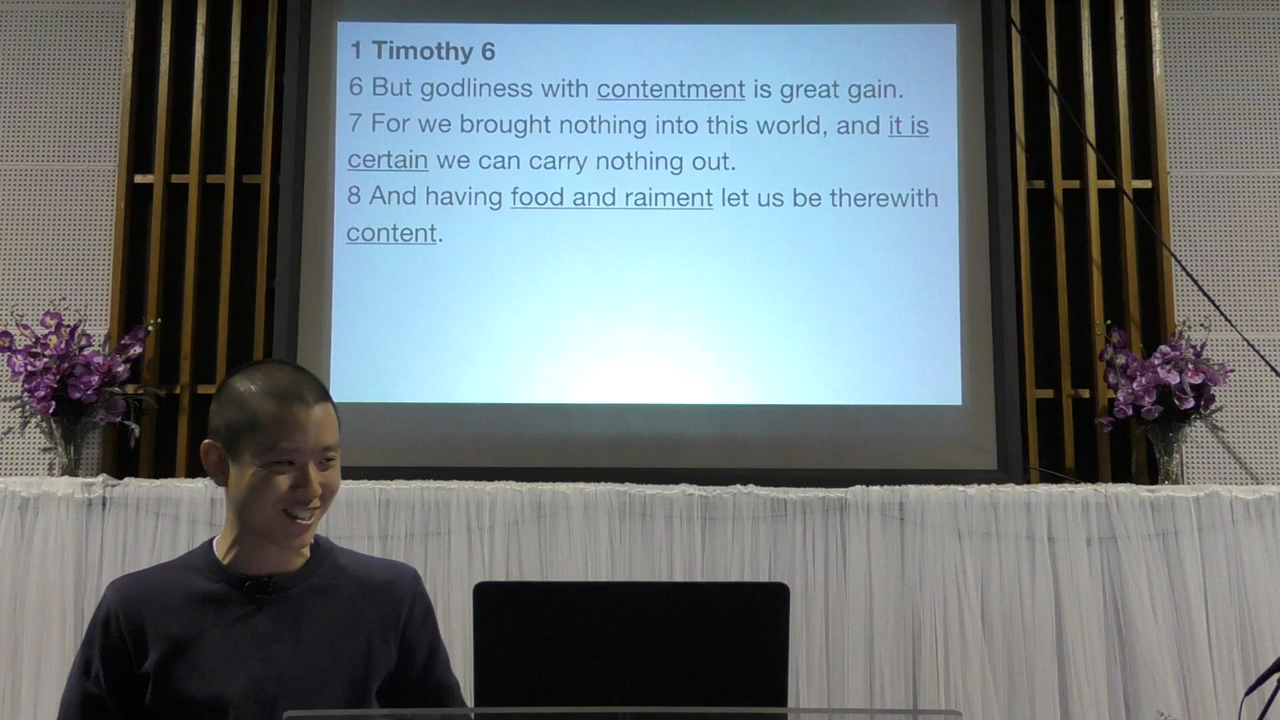 1 Timothy 6
6 But godliness with contentment is great gain.
7 For we brought nothing into this world, and it is
certain we can carry nothing out.
8 And having food and raiment let us be therewith
content.